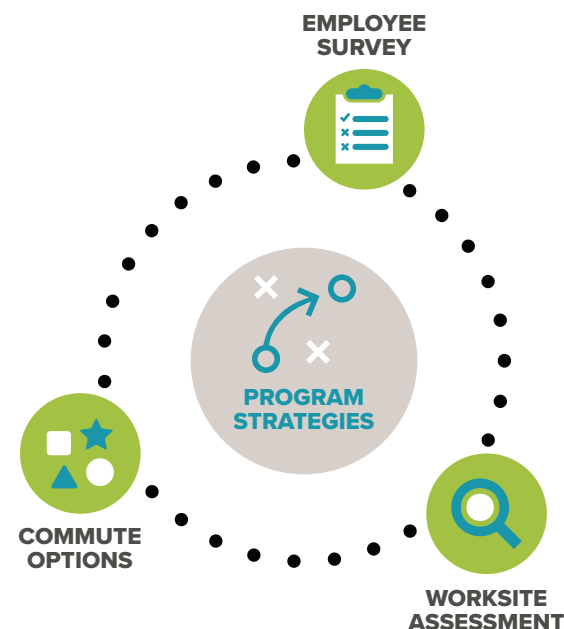 EMPLOYEE
SURVEY
PROGRAM
STRATEGIES
COMMUTE
OPTIONS
WORKSITE
ASSESSMENT